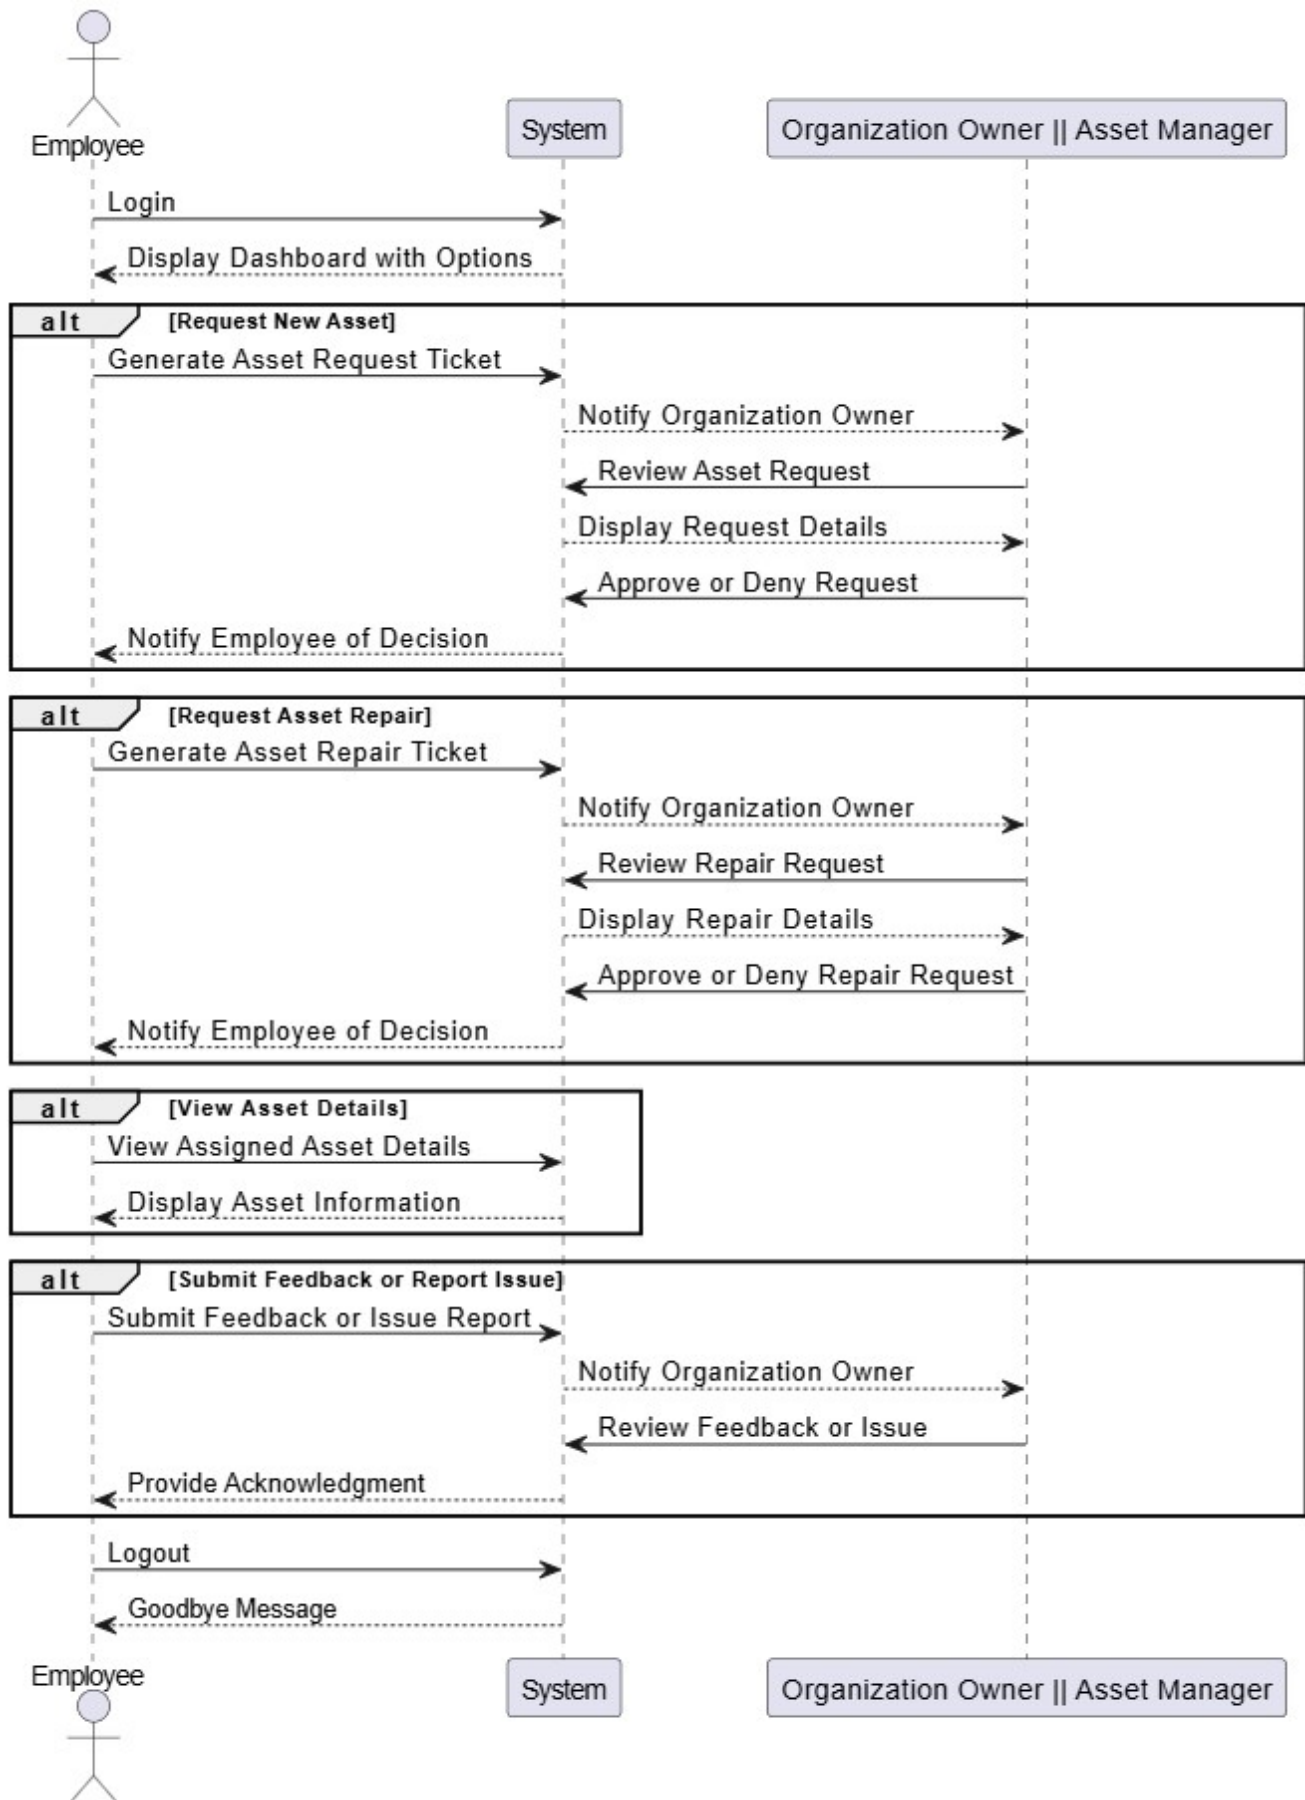 Employee
System
Organization Owner || Asset Manager
Login
Display Dashboard with Options
alt
[Request New Asset]
Generate Asset Request Ticket
Notify Organization Owner
Review Asset Request
Display Request Details
Approve or Deny Request
Notify Employee of Decision
alt
[Request Asset Repair]
Generate Asset Repair Ticket
Notify Organization Owner
Review Repair Request
Display Repair Details
Approve or Deny Repair Request
Notify Employee of Decision
alt
[View Asset Details]
View Assigned Asset Details
Display Asset Information
alt
[Submit Feedback or Report Issue]
Submit Feedback or Issue Report
Notify Organization Owner
Review Feedback or Issue
Provide Acknowledgment
Logout
Goodbye Message
Employee
System
Organization Owner || Asset Manager